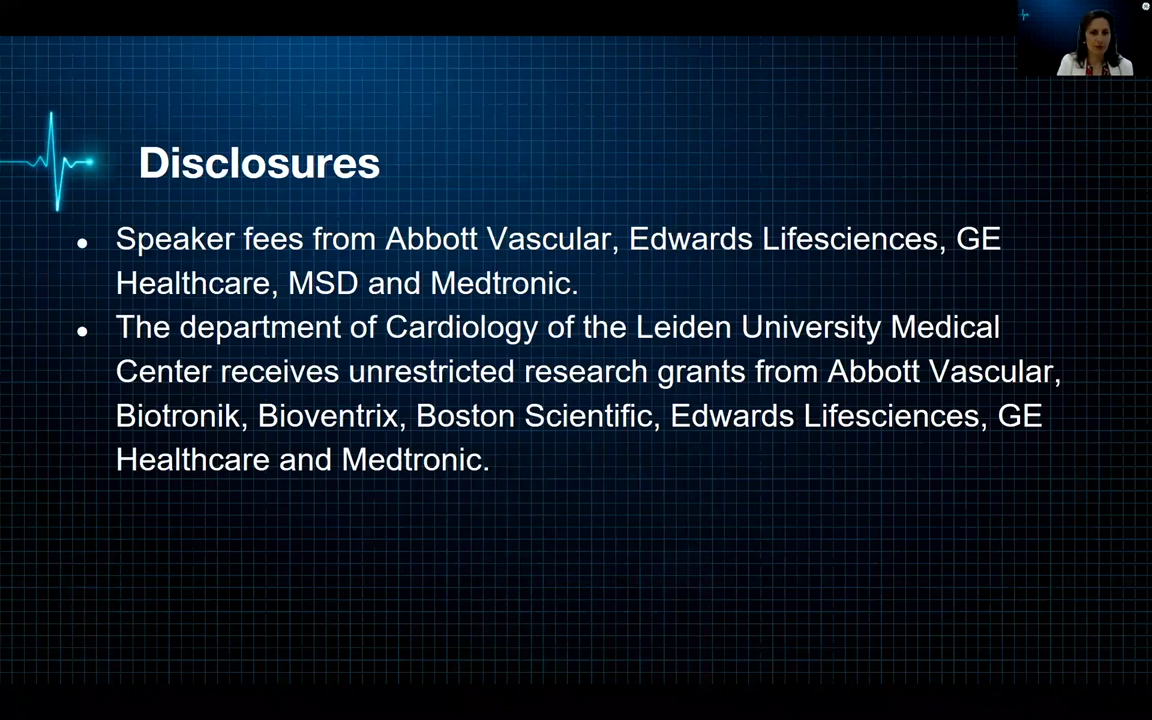 Disclosures
● Speaker fees from Abbott Vascular, Edwards Lifesciences, GE
Healthcare, MSD and Medtronic.
● The department of Cardiology of the Leiden University Medical
Center receives unrestricted research grants from Abbott Vascular,
Biotronik, Bioventrix, Boston Scientific, Edwards Lifesciences, GE
Healthcare and Medtronic.